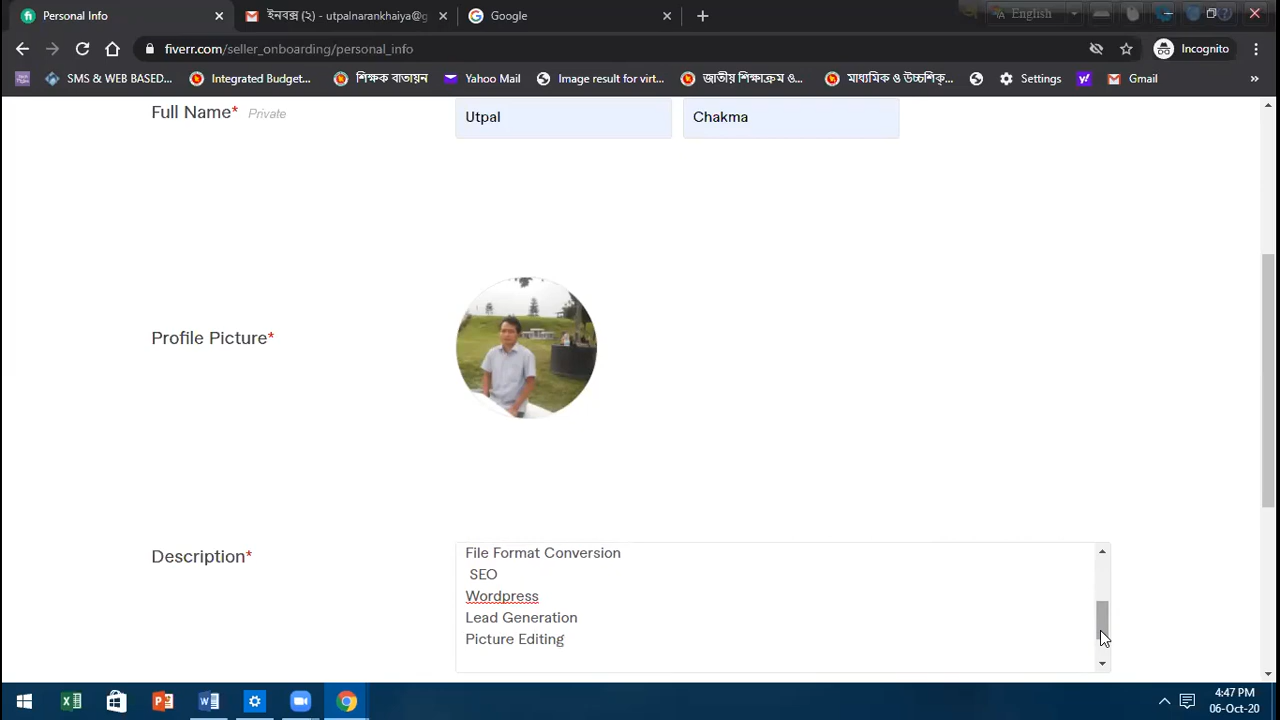 Personal Info
ইনবক্স (২) - utpalnarankhaiya@g
Google
English
fiverr.com/seller_onboarding/personal_info
Incognito
SMS & WEB BASED...
Integrated Budget...
শিক্ষক বাতায়ন
Yahoo Mail
Image result for virt...
জাতীয় শিক্ষাক্রম ও...
মাধ্যমিক ও উচ্চশিক্...
Settings
Gmail
»
Full Name* Private
Utpal
Chakma
Profile Picture*
Description*
File Format Conversion
SEO
Wordpress
Lead Generation
Picture Editing
4:47 PM
06-Oct-20